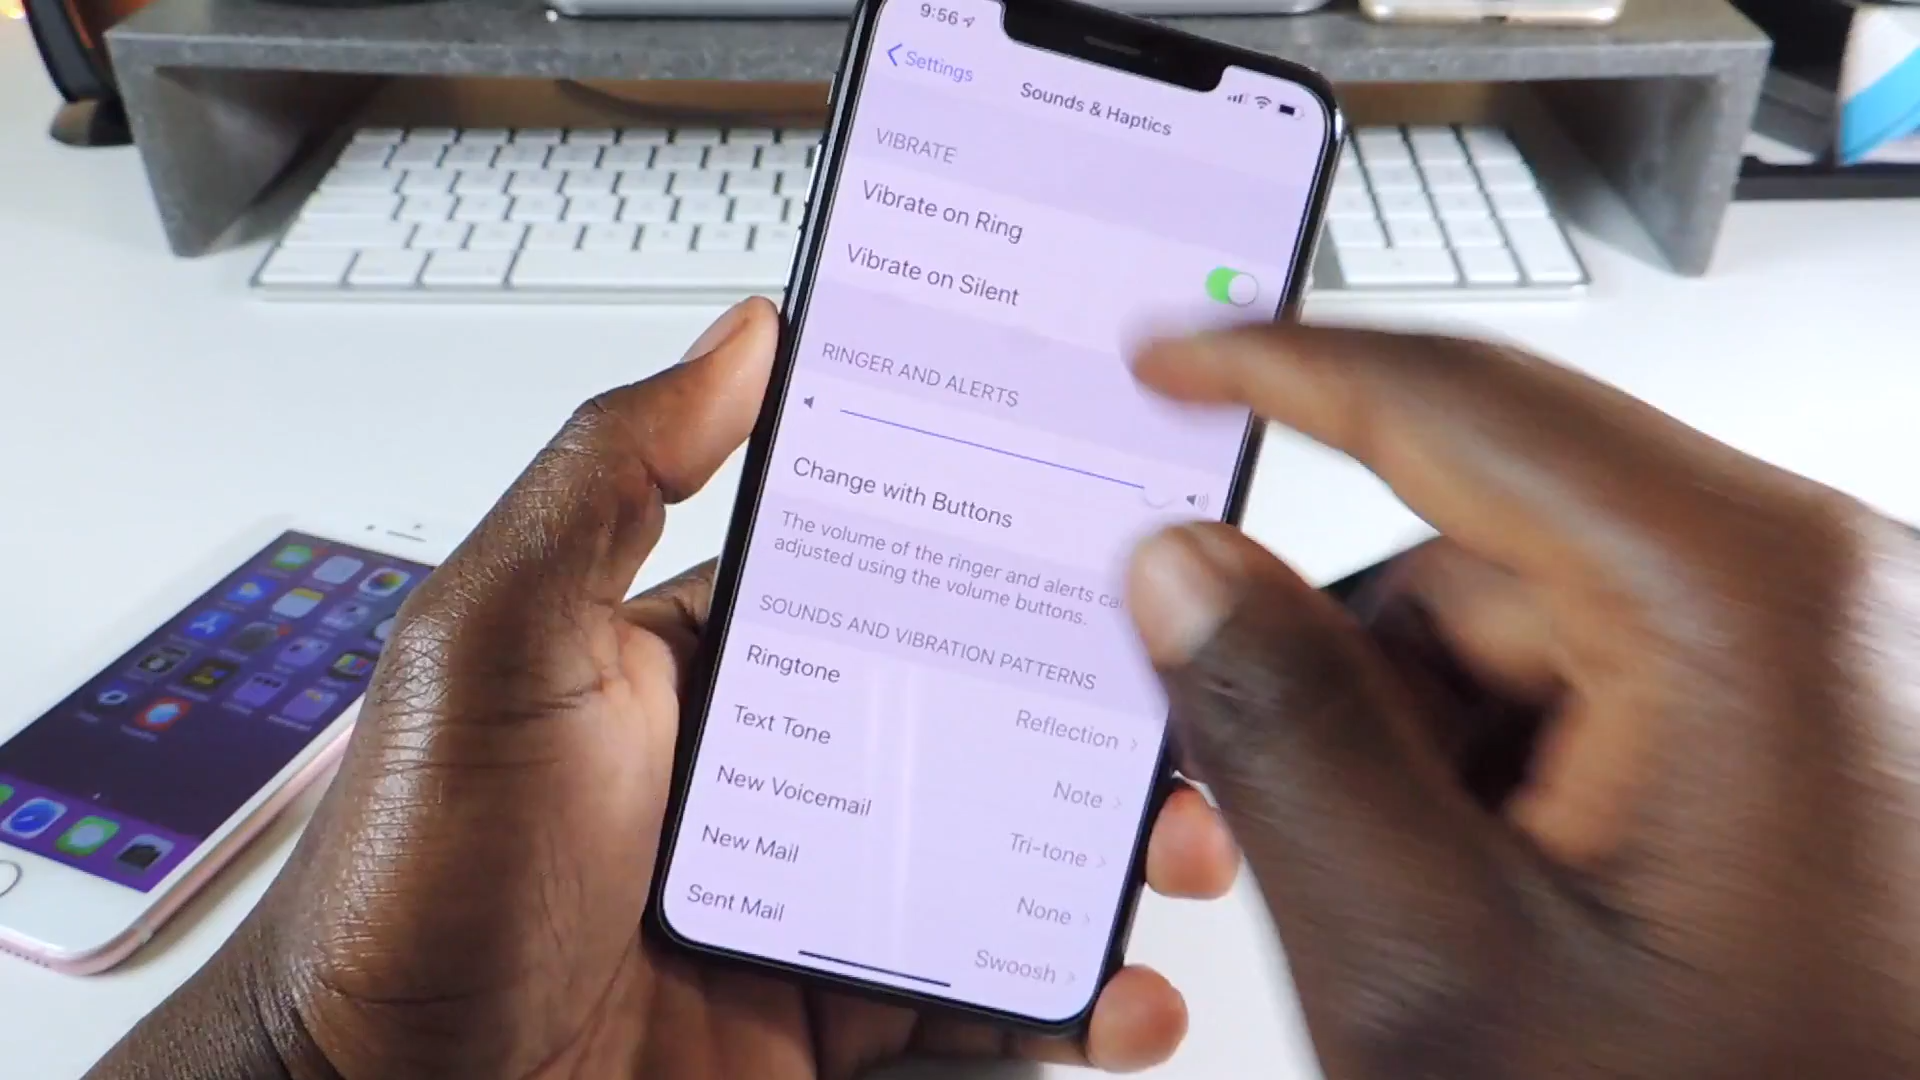 9:56
Settings
Sounds & Haptics
VIBRATE
Vibrate on Ring
Vibrate on Silent
RINGER AND ALERTS
Change with Buttons
The volume of the ringer and alerts
adjusted using the volume buttons.
SOUNDS AND VIBRATION PATTERNS
Ringtone
Reflection
Text Tone
Note
New Voicemail
Tri-tone
New Mail
None
Sent Mail
Swoosh